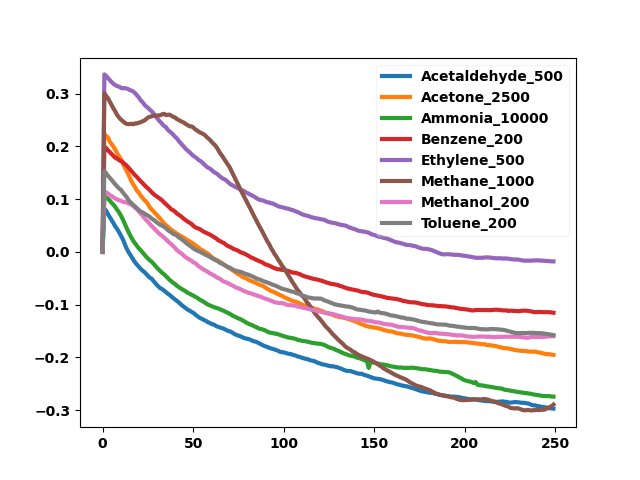 0.3
0.2
0.1
0.0
−0.1
−0.2
−0.3
0 50 100 150 200 250
Acetaldehyde_500
Acetone_2500
Ammonia_10000
Benzene_200
Ethylene_500
Methane_1000
Methanol_200
Toluene_200